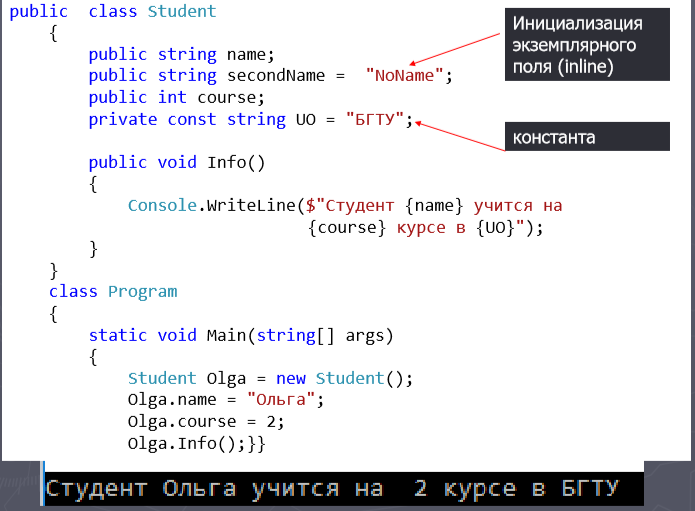 public  class Student
{
public string name;
public string secondName =  "NoName";
public int course;
private const string UO = "БГТУ";
public void Info()
{
Console.WriteLine($"Студент {name} учится на
{course} курсе в {UO}");
}
}
class Program
{
static void Main(string[] args)
{
Student Olga = new Student();
Olga.name = "Ольга";
Olga.course = 2;
Olga.Info();}}
Инициализация
экземплярного
поля (inline)
константа
Студент Ольга учится на  2 курсе в БГТУ